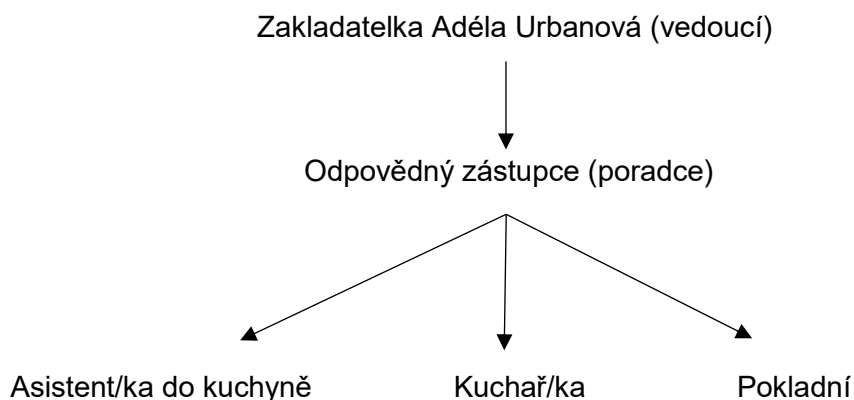 Zakladatelka Adéla Urbanová (vedoucí)
Odpovědný zástupce (poradce)
Asistent/ka do kuchyně Kuchař/ka Pokladní